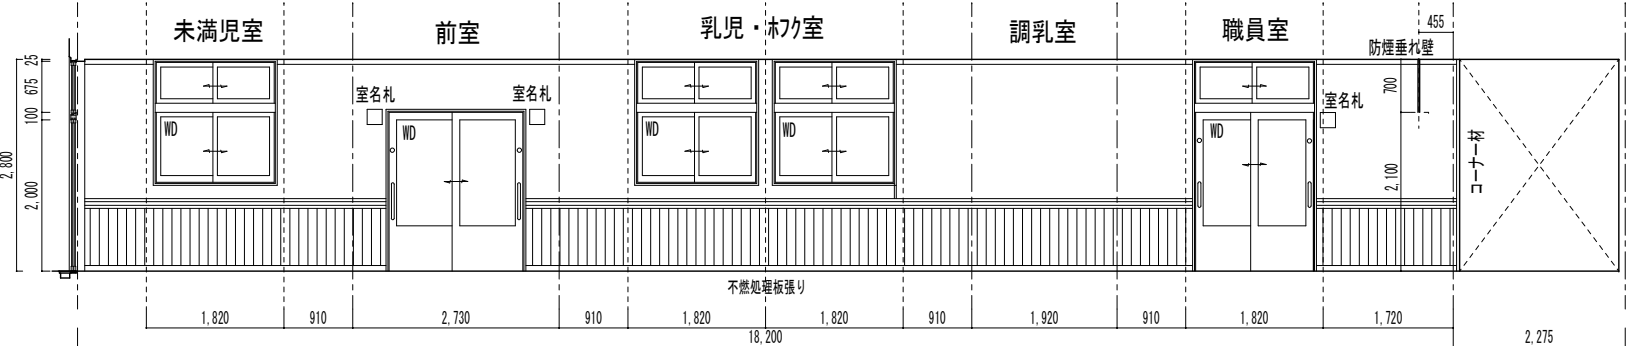 未満児室
前室
乳児・ﾎﾌｸ室
調乳室
職員室
455
防煙垂れ壁
25
675
100
2,000
2,800
室名札
室名札
室名札
WD
WD
WD
WD
WD
700
2,100
コーナー材
不燃処理板張り
1,820
910
2,730
910
1,820
1,820
910
1,920
910
1,820
1,720
18,200
2,275